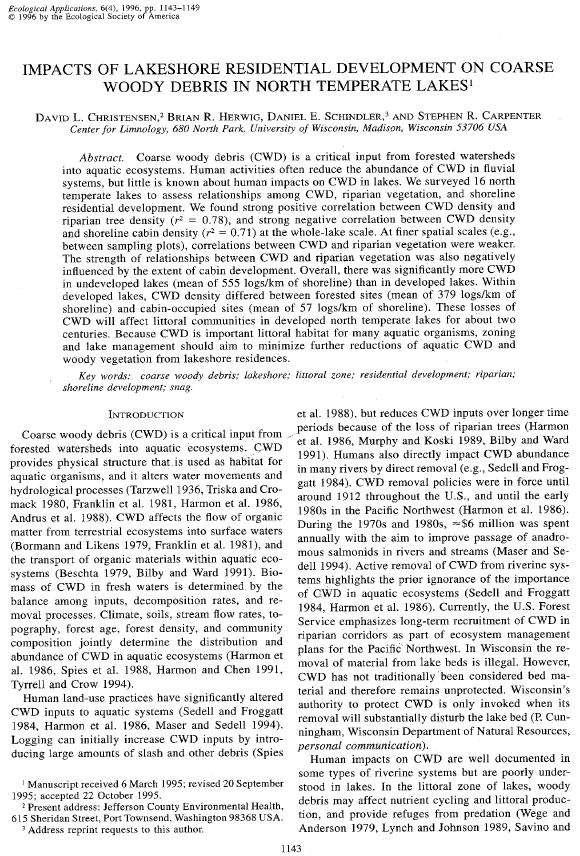 Ecological Applications, 6(4), 1996, pp. 1143–1149
© 1996 by the Ecological Society of America
IMPACTS OF LAKESHORE RESIDENTIAL DEVELOPMENT ON COARSE
WOODY DEBRIS IN NORTH TEMPERATE LAKES¹
DAVID L. CHRISTENSEN,² BRIAN R. HERWIG, DANIEL E. SCHINDLER,³ AND STEPHEN R. CARPENTER
Center for Limnology, 680 North Park, University of Wisconsin, Madison, Wisconsin 53706 USA
Abstract. Coarse woody debris (CWD) is a critical input from forested watersheds
into aquatic ecosystems. Human activities often reduce the abundance of CWD in fluvial
systems, but little is known about human impacts on CWD in lakes. We surveyed 16 north
temperate lakes to assess relationships among CWD, riparian vegetation, and shoreline
residential development. We found strong positive correlation between CWD density and
riparian tree density (r² = 0.78), and strong negative correlation between CWD density
and shoreline cabin density (r² = 0.71) at the whole-lake scale. At finer spatial scales (e.g.,
between sampling plots), correlations between CWD and riparian vegetation were weaker.
The strength of relationships between CWD and riparian vegetation was also negatively
influenced by the extent of cabin development. Overall, there was significantly more CWD
in undeveloped lakes (mean of 555 logs/km of shoreline) than in developed lakes. Within
developed lakes, CWD density differed between forested sites (mean of 379 logs/km of
shoreline) and cabin-occupied sites (mean of 57 logs/km of shoreline). These losses of
CWD will affect littoral communities in developed north temperate lakes for about two
centuries. Because CWD is important littoral habitat for many aquatic organisms, zoning
and lake management should aim to minimize further reductions of aquatic CWD and
woody vegetation from lakeshore residences.
Key words: coarse woody debris; lakeshore; littoral zone; residential development; riparian;
shoreline development; snag.
INTRODUCTION
Coarse woody debris (CWD) is a critical input from
forested watersheds into aquatic ecosystems. CWD
provides physical structure that is used as habitat for
aquatic organisms, and it alters water movements and
hydrological processes (Tarzwell 1936, Triska and Cro-
mack 1980, Franklin et al. 1981, Harmon et al. 1986,
Andrus et al. 1988). CWD affects the flow of organic
matter from terrestrial ecosystems into surface waters
(Bormann and Likens 1979, Franklin et al. 1981), and
the transport of organic materials within aquatic eco-
systems (Beschta 1979, Bilby and Ward 1991). Bio-
mass of CWD in fresh waters is determined by the
balance among inputs, decomposition rates, and re-
moval processes. Climate, soils, stream flow rates, to-
pography, forest age, forest density, and community
composition jointly determine the distribution and
abundance of CWD in aquatic ecosystems (Harmon et
al. 1986, Spies et al. 1988, Harmon and Chen 1991,
Tyrrell and Crow 1994).
Human land-use practices have significantly altered
CWD inputs to aquatic systems (Sedell and Froggatt
1984, Harmon et al. 1986, Maser and Sedell 1994).
Logging can initially increase CWD inputs by intro-
ducing large amounts of slash and other debris (Spies
¹ Manuscript received 6 March 1995; revised 20 September
1995; accepted 22 October 1995.
² Present address: Jefferson County Environmental Health,
615 Sheridan Street, Port Townsend, Washington 98368 USA.
³ Address reprint requests to this author.
et al. 1988), but reduces CWD inputs over longer time
periods because of the loss of riparian trees (Harmon
et al. 1986, Murphy and Koski 1989, Bilby and Ward
1991). Humans also directly impact CWD abundance
in many rivers by direct removal (e.g., Sedell and Frog-
gatt 1984). CWD removal policies were in force until
around 1912 throughout the U.S., and until the early
1980s in the Pacific Northwest (Harmon et al. 1986).
During the 1970s and 1980s, ≈$6 million was spent
annually with the aim to improve passage of anadro-
mous salmonids in rivers and streams (Maser and Se-
dell 1994). Active removal of CWD from riverine sys-
tems highlights the prior ignorance of the importance
of CWD in aquatic ecosystems (Sedell and Froggatt
1984, Harmon et al. 1986). Currently, the U.S. Forest
Service emphasizes long-term recruitment of CWD in
riparian corridors as part of ecosystem management
plans for the Pacific Northwest. In Wisconsin the re-
moval of material from lake beds is illegal. However,
CWD has not traditionally been considered bed ma-
terial and therefore remains unprotected. Wisconsin's
authority to protect CWD is only invoked when its
removal will substantially disturb the lake bed (P. Cun-
ningham, Wisconsin Department of Natural Resources,
personal communication).
Human impacts on CWD are well documented in
some types of riverine systems but are poorly under-
stood in lakes. In the littoral zone of lakes, woody
debris may affect nutrient cycling and littoral produc-
tion, and provide refuges from predation (Wege and
Anderson 1979, Lynch and Johnson 1989, Savino and
1143